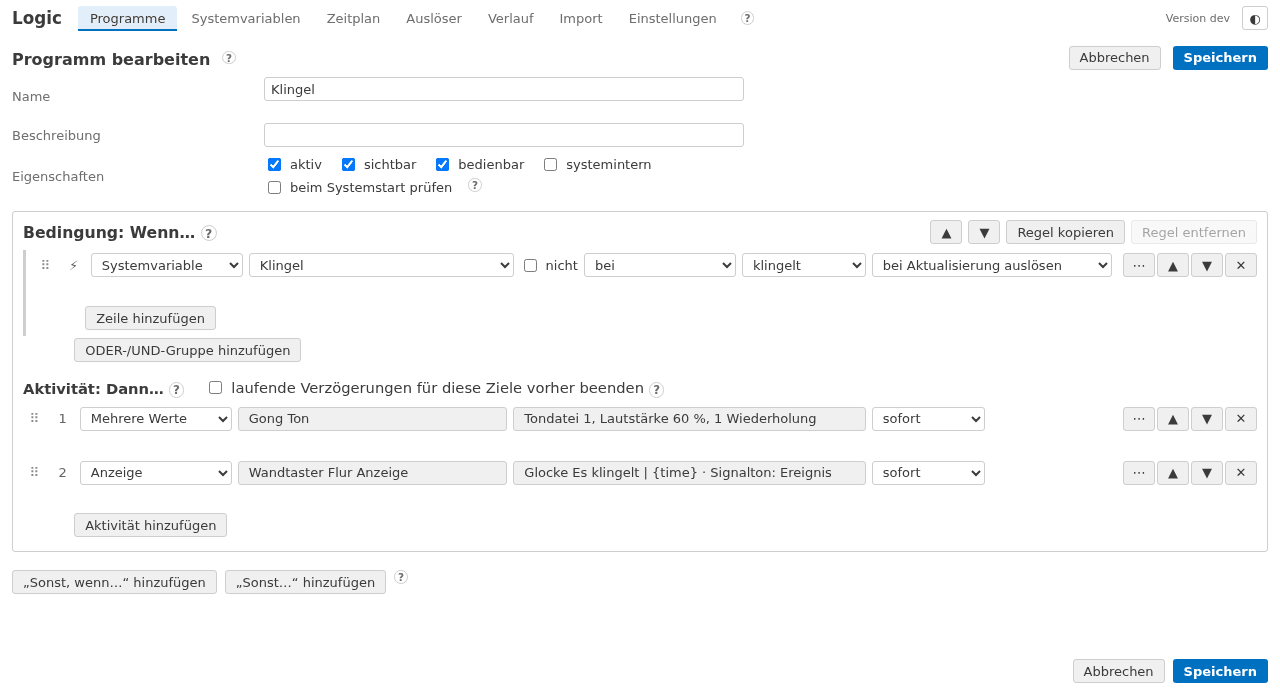 Logic Programme Systemvariablen Zeitplan Auslöser Verlauf Import Einstellungen ? Version dev ◐
Programm bearbeiten ? Abbrechen Speichern
Name Klingel
Beschreibung
Eigenschaften aktiv sichtbar bedienbar systemintern
beim Systemstart prüfen ?
Bedingung: Wenn… ? ▲ ▼ Regel kopieren Regel entfernen
⠿ ⚡ Systemvariable Klingel nicht bei klingelt bei Aktualisierung auslösen ⋯ ▲ ▼ ✕
Zeile hinzufügen
ODER-/UND-Gruppe hinzufügen
Aktivität: Dann… ? laufende Verzögerungen für diese Ziele vorher beenden ?
⠿ 1 Mehrere Werte Gong Ton Tondatei 1, Lautstärke 60 %, 1 Wiederholung sofort ⋯ ▲ ▼ ✕
⠿ 2 Anzeige Wandtaster Flur Anzeige Glocke Es klingelt | {time} · Signalton: Ereignis sofort ⋯ ▲ ▼ ✕
Aktivität hinzufügen
„Sonst, wenn…“ hinzufügen „Sonst…“ hinzufügen ?
Abbrechen Speichern